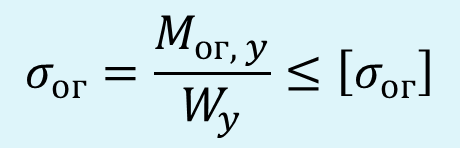 σ_ог = M_ог, y / W_y ≤ [σ_ог]